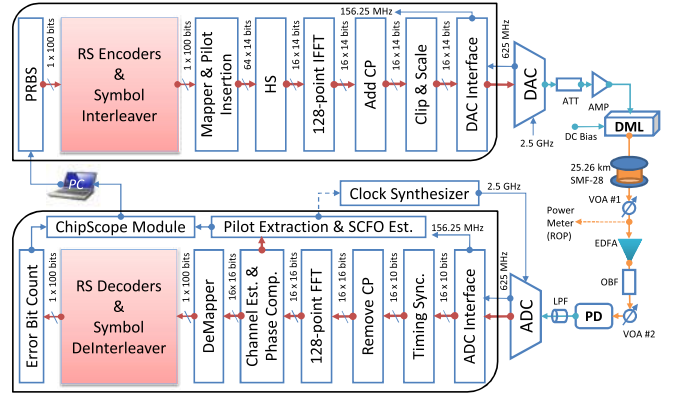 156.25 MHz
PRBS
1 x 100 bits
RS Encoders
&
Symbol
Interleaver
1 x 100 bits
Mapper & Pilot
Insertion
64 x 14 bits
HS
16 x 14 bits
128-point IFFT
16 x 14 bits
Add CP
16 x 14 bits
Clip & Scale
16 x 14 bits
DAC Interface
625 MHz
DAC
2.5 GHz
ATT
AMP
DML
DC Bias
25.26 km
SMF-28
VOA #1
Power
Meter
(ROP)
EDFA
OBF
VOA #2
PD
LPF
PC
Clock Synthesizer
2.5 GHz
ChipScope Module
Pilot Extraction & SCFO Est.
156.25 MHz
Error Bit Count
1 x 100 bits
RS Decoders
&
Symbol
DeInterleaver
1 x 100 bits
DeMapper
16x 16 bits
Channel Est. &
Phase Comp.
16 x 16 bits
128-point FFT
16 x 10 bits
Remove CP
16 x 10 bits
Timing Sync.
16 x 10 bits
ADC Interface
625 MHz
ADC